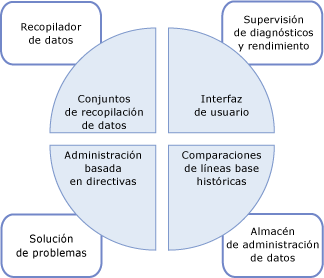 Recopilador
de datos
Supervisión
de diagnósticos
y rendimiento
Conjuntos
de recopilación
de datos
Interfaz
de usuario
Administración
basada
en directivas
Comparaciones
de líneas base
históricas
Solución
de problemas
Almacén
de administración
de datos